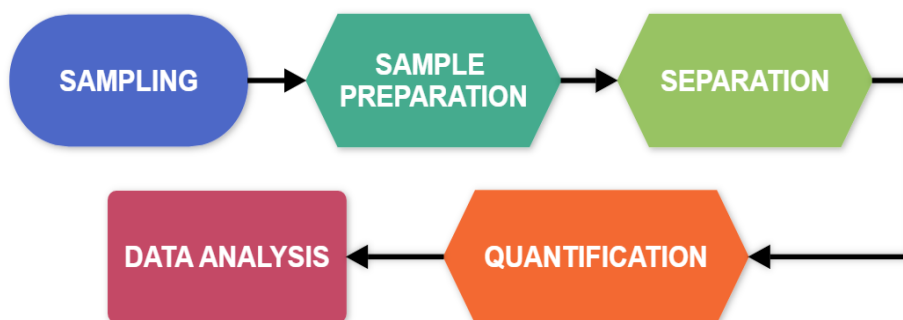 SAMPLING
SAMPLE
PREPARATION
SEPARATION
QUANTIFICATION
DATA ANALYSIS